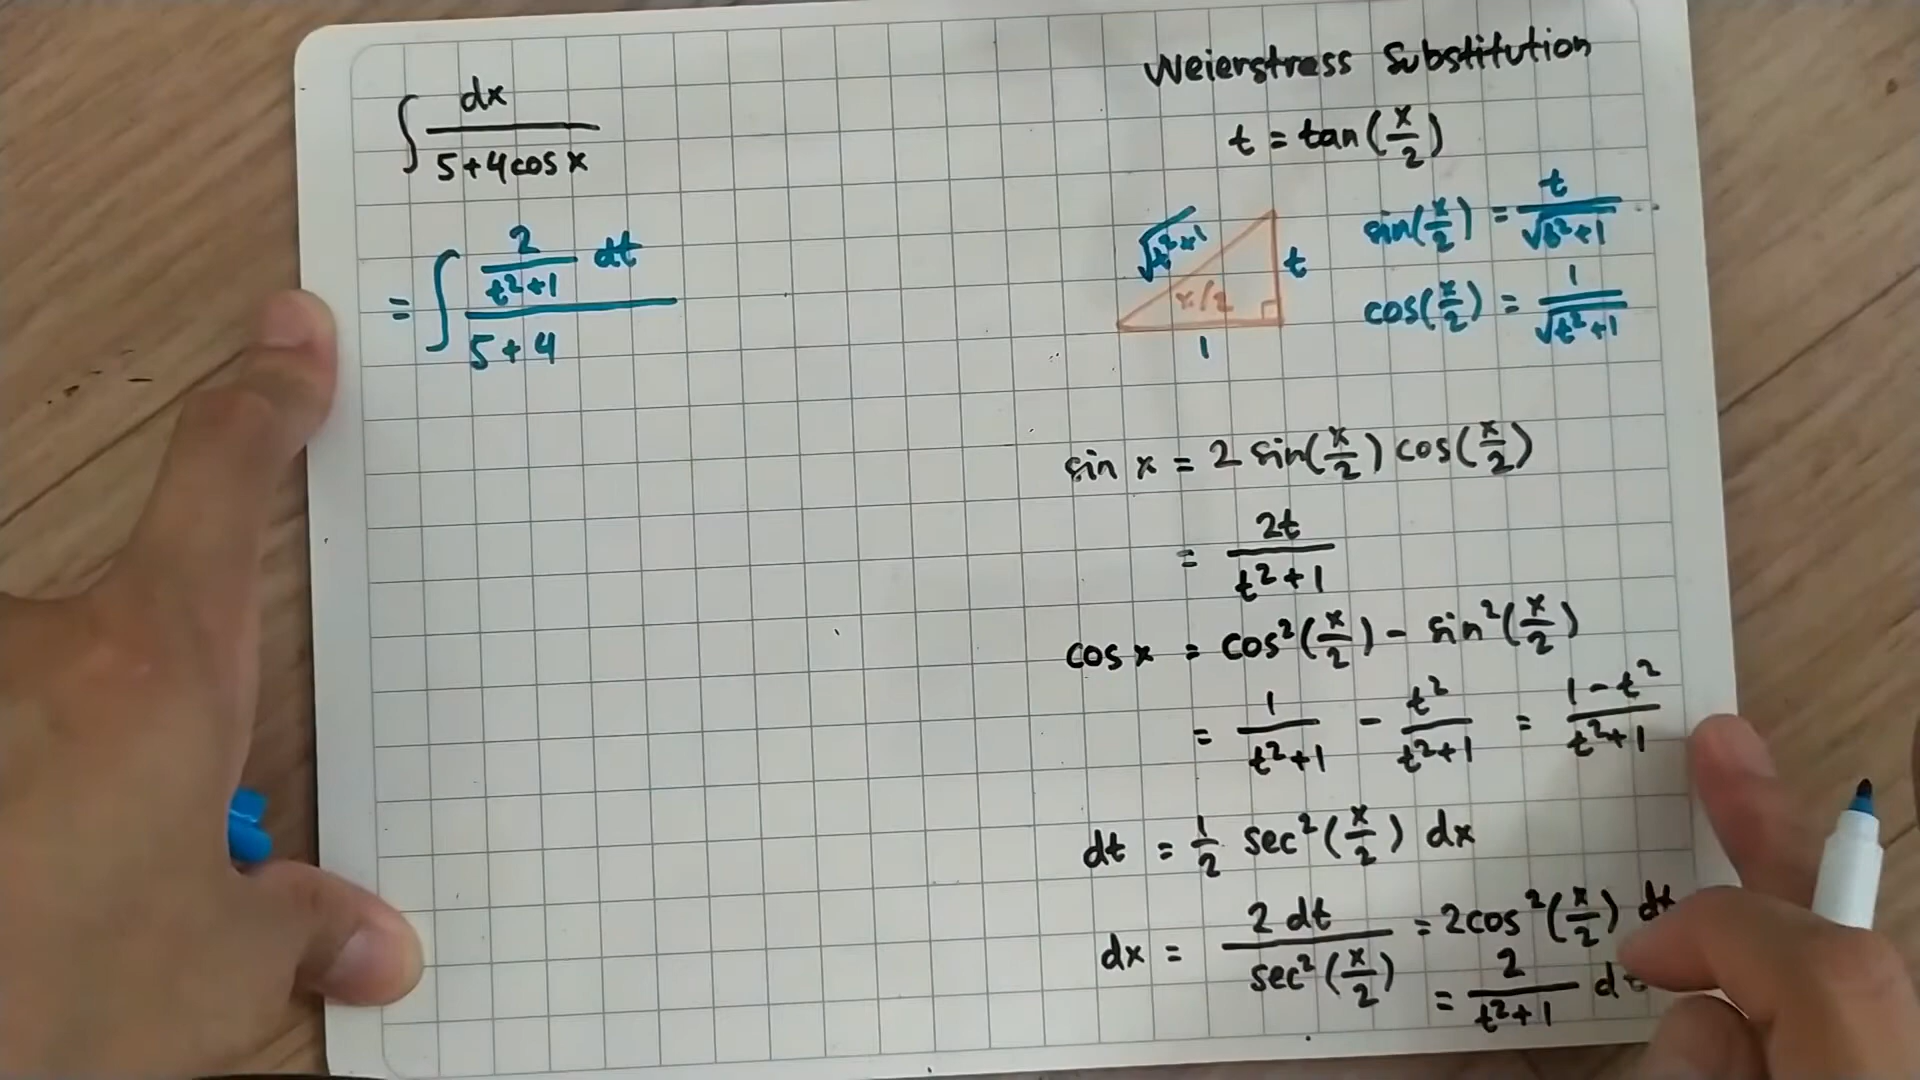 ∫ dx / (5+4cos x)
= ∫ (2/(t²+1) dt) / (5+4
Weierstrass Substitution
t = tan(x/2)
√(t²+1)
x/2
t
1
sin(x/2) = t/√(t²+1)
cos(x/2) = 1/√(t²+1)
sin x = 2 sin(x/2) cos(x/2)
= 2t/(t²+1)
cos x = cos²(x/2) - sin²(x/2)
= 1/(t²+1) - t²/(t²+1) = (1-t²)/(t²+1)
dt = 1/2 sec²(x/2) dx
dx = 2 dt / sec²(x/2) = 2cos²(x/2) dt
= 2/(t²+1)